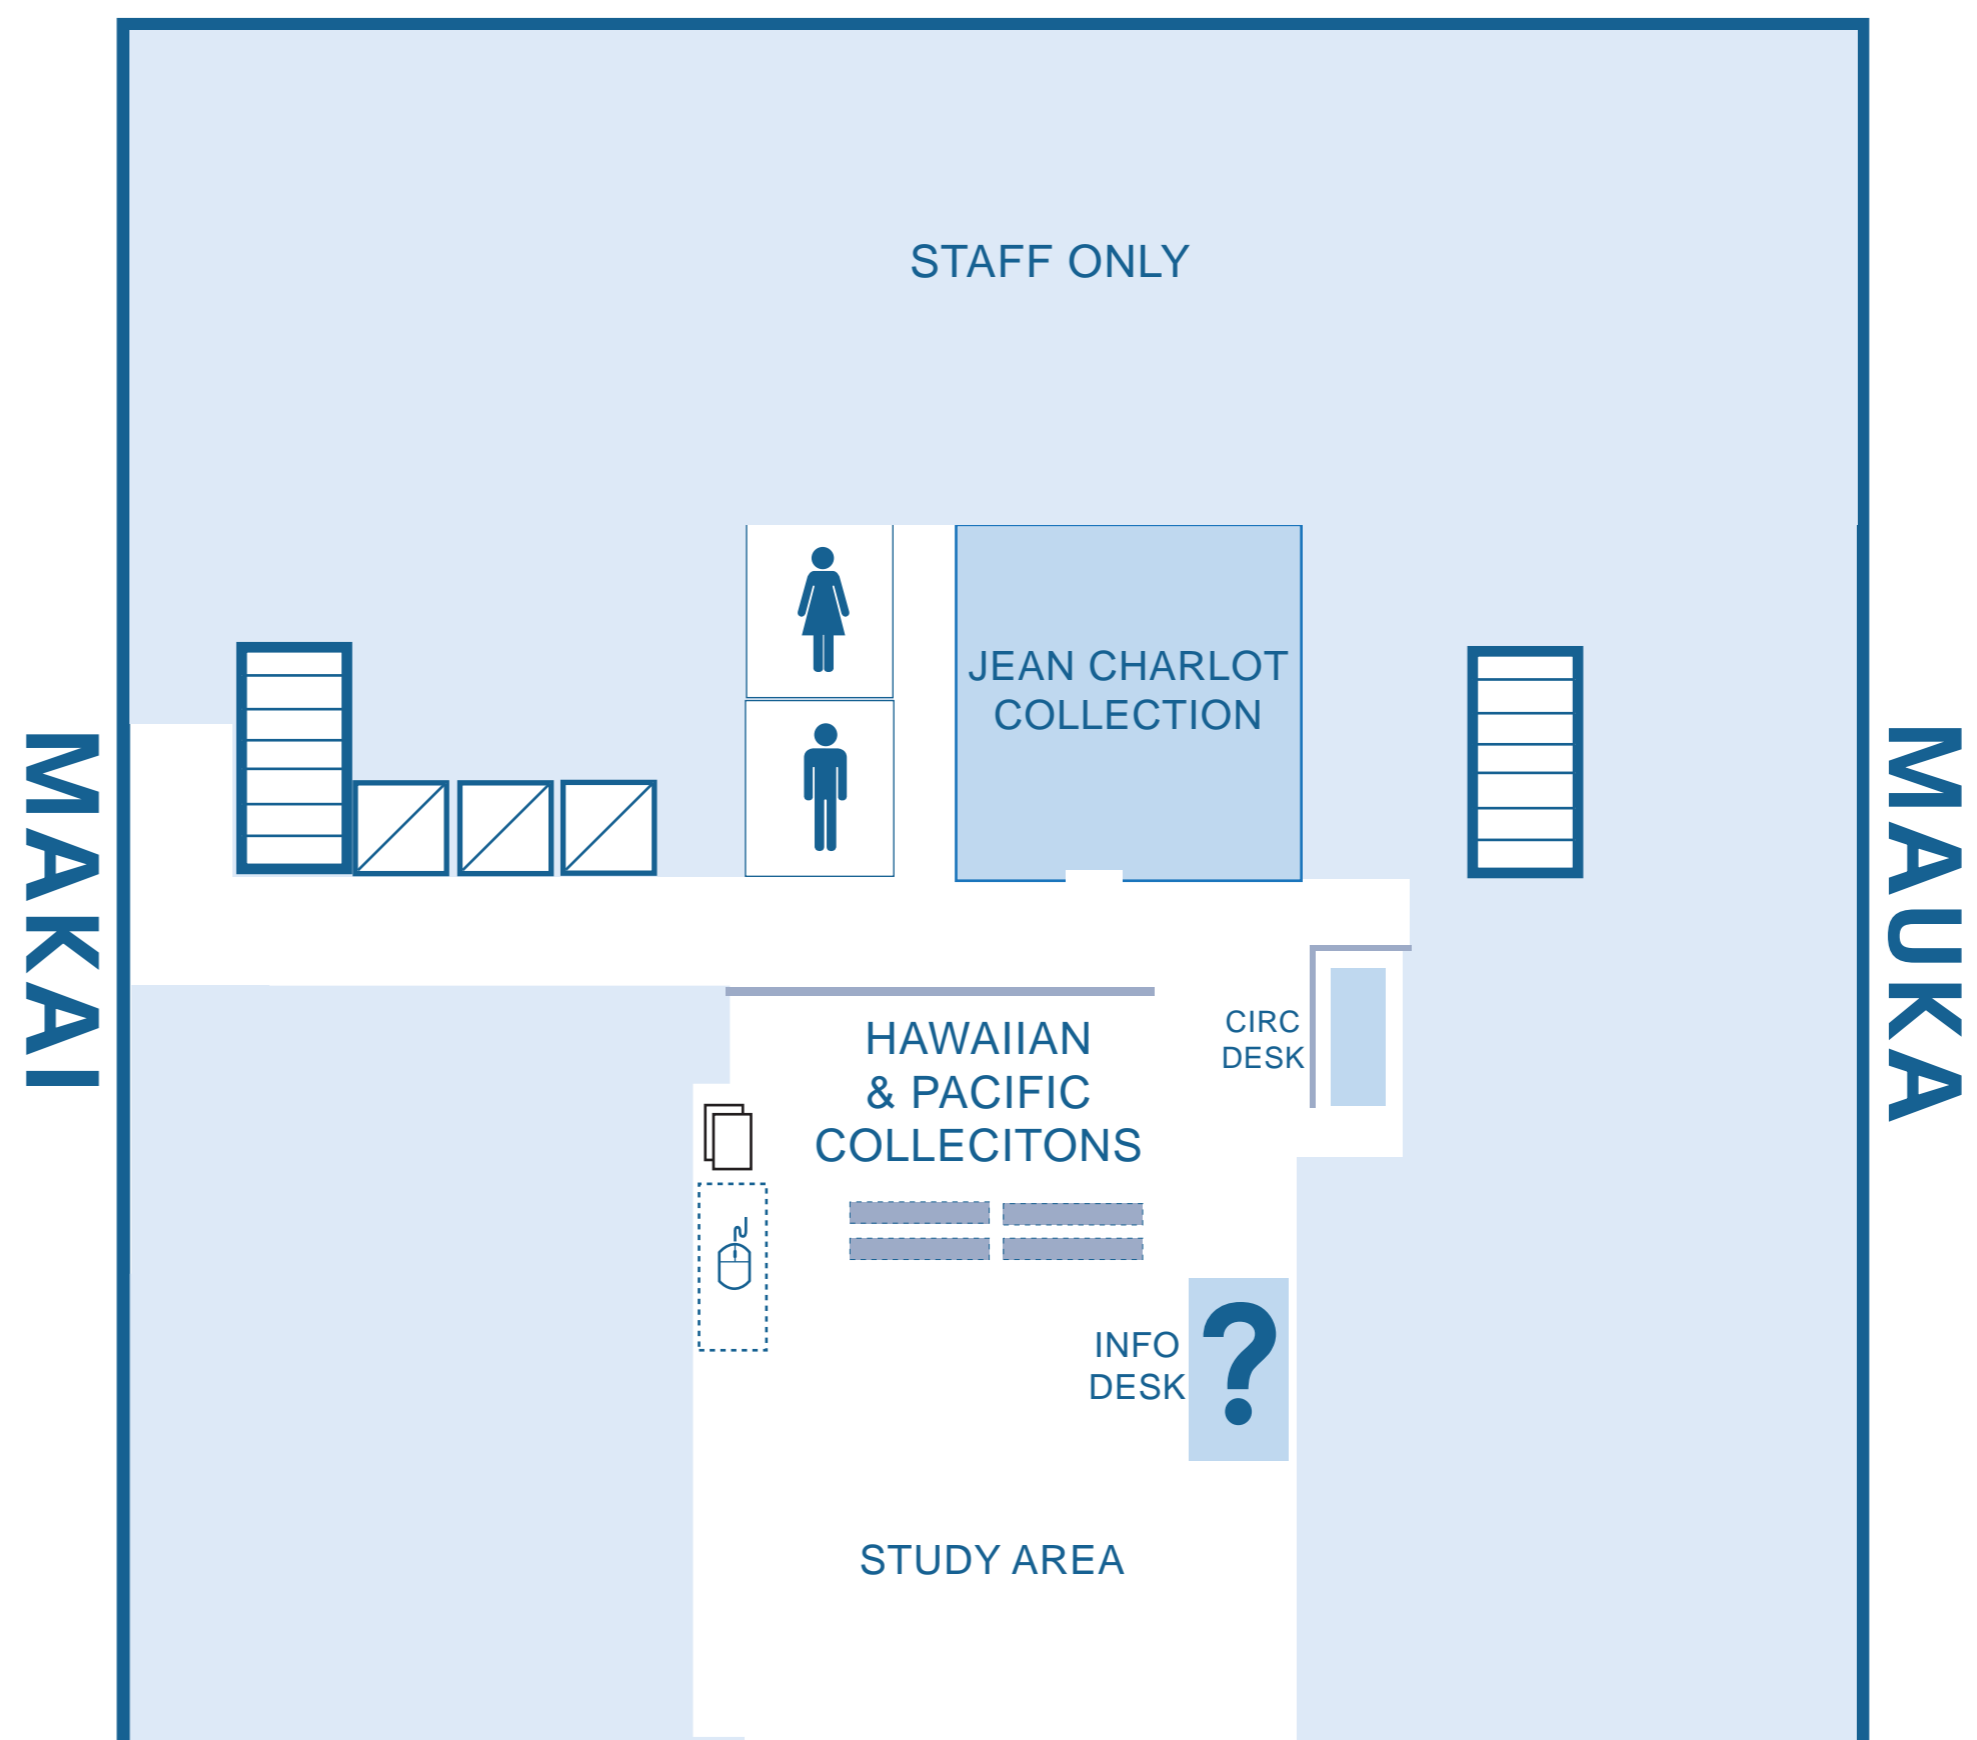 STAFF ONLY
JEAN CHARLOT
COLLECTION
MAKAI
MAUKA
HAWAIIAN
& PACIFIC
COLLECITONS
CIRC
DESK
INFO
DESK
?
STUDY AREA